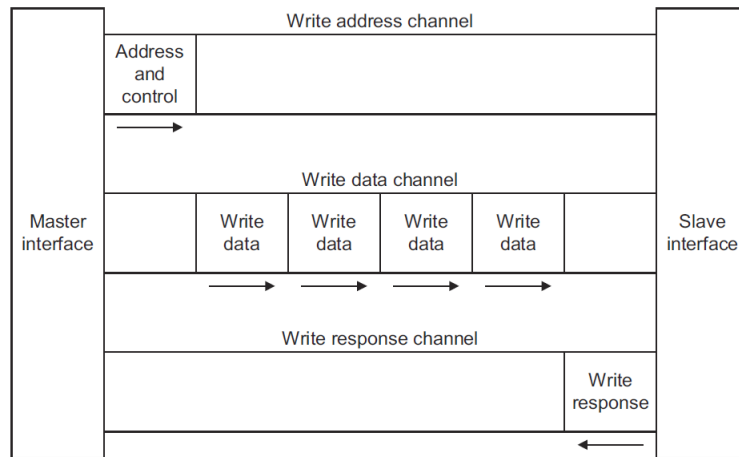 Write address channel
Address
and
control
Write data channel
Master
interface
Write
data
Write
data
Write
data
Write
data
Slave
interface
Write response channel
Write
response